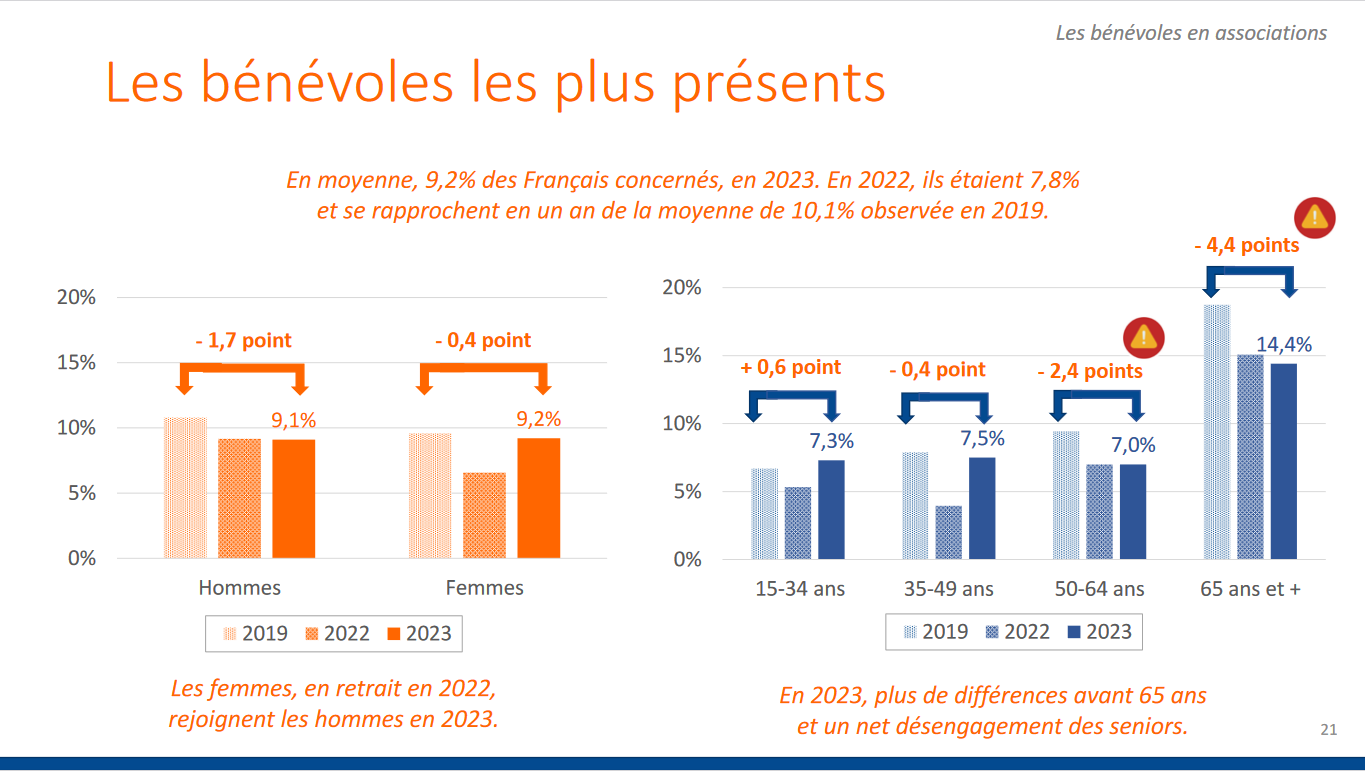 Les bénévoles en associations
Les bénévoles les plus présents
En moyenne, 9,2% des Français concernés, en 2023. En 2022, ils étaient 7,8%
et se rapprochent en un an de la moyenne de 10,1% observée en 2019.
20%
15%
10%
5%
0%
- 1,7 point
- 0,4 point
9,1%
9,2%
Hommes
Femmes
2019
2022
2023
Les femmes, en retrait en 2022,
rejoignent les hommes en 2023.
20%
15%
10%
5%
0%
+ 0,6 point
- 0,4 point
- 2,4 points
- 4,4 points
7,3%
7,5%
7,0%
14,4%
15-34 ans
35-49 ans
50-64 ans
65 ans et +
2019
2022
2023
En 2023, plus de différences avant 65 ans
et un net désengagement des seniors.
21